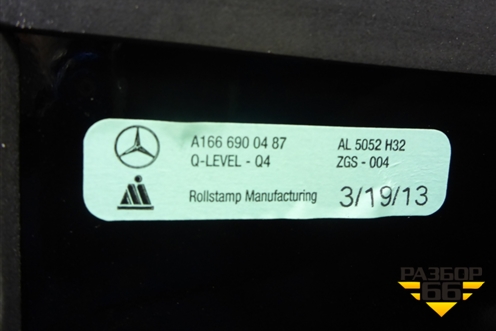 A166 690 04 87 AL 5052 H32
Q-LEVEL - Q4 ZGS - 004
Rollstamp Manufacturing 3/19/13
РАЗБОР
66